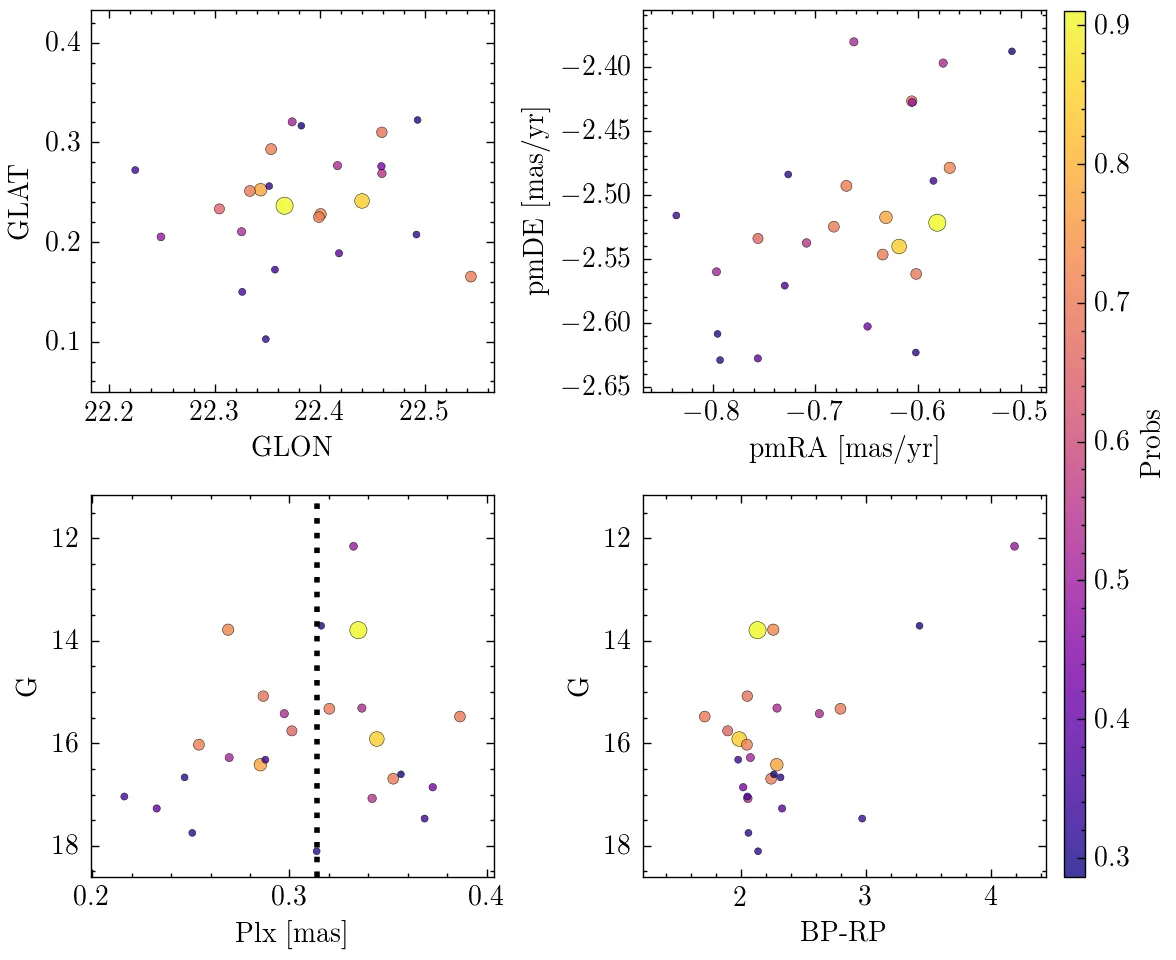 0.4
0.3
0.2
0.1
GLAT
22.2 22.3 22.4 22.5
GLON
−2.40
−2.45
−2.50
−2.55
−2.60
−2.65
pmDE [mas/yr]
−0.8 −0.7 −0.6 −0.5
pmRA [mas/yr]
12
14
16
18
G
0.2 0.3 0.4
Plx [mas]
12
14
16
18
G
2 3 4
BP-RP
0.9
0.8
0.7
0.6
0.5
0.4
0.3
Probs